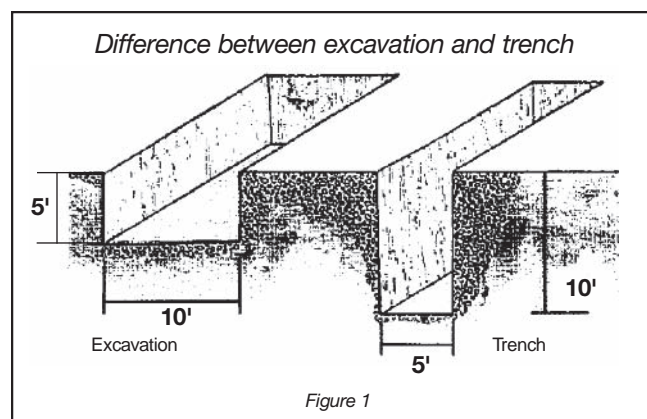 Difference between excavation and trench
5'
10'
Excavation
10'
5'
Trench
Figure 1